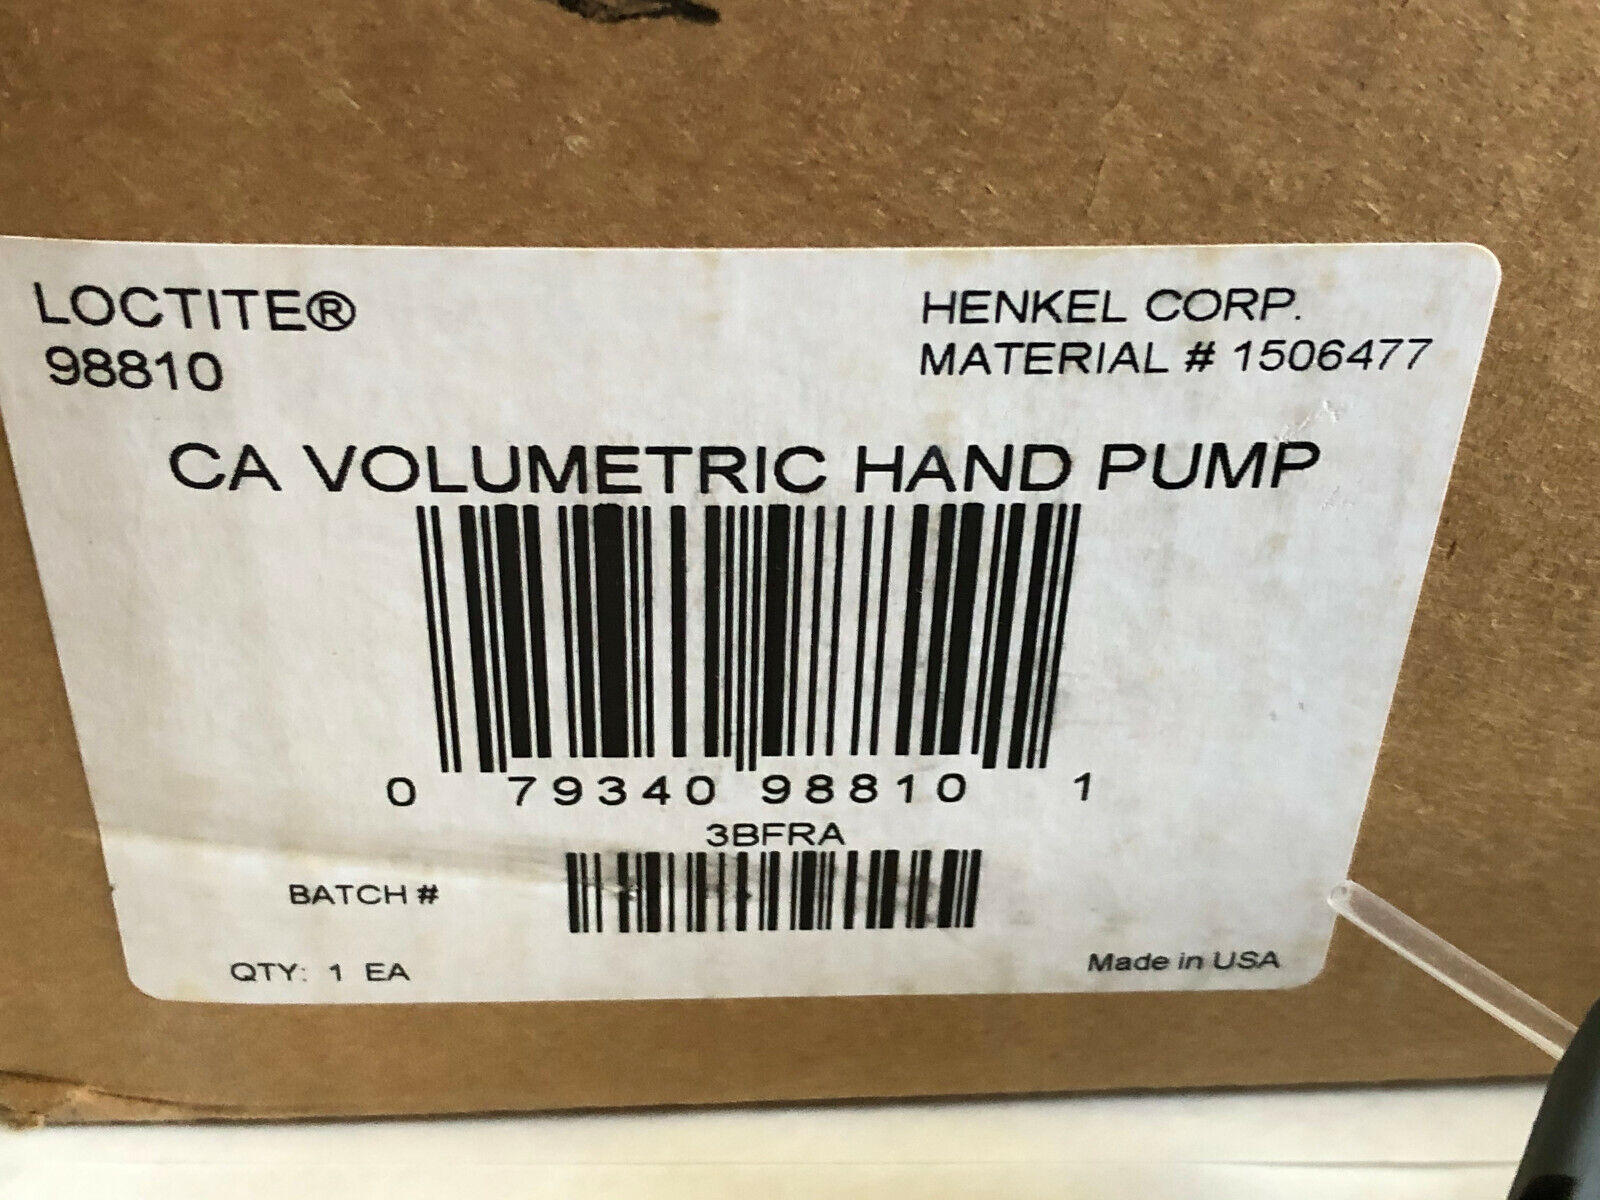 LOCTITE®
98810
HENKEL CORP.
MATERIAL # 1506477
CA VOLUMETRIC HAND PUMP
0 79340 98810 1
3BFRA
BATCH #
QTY: 1 EA
Made in USA